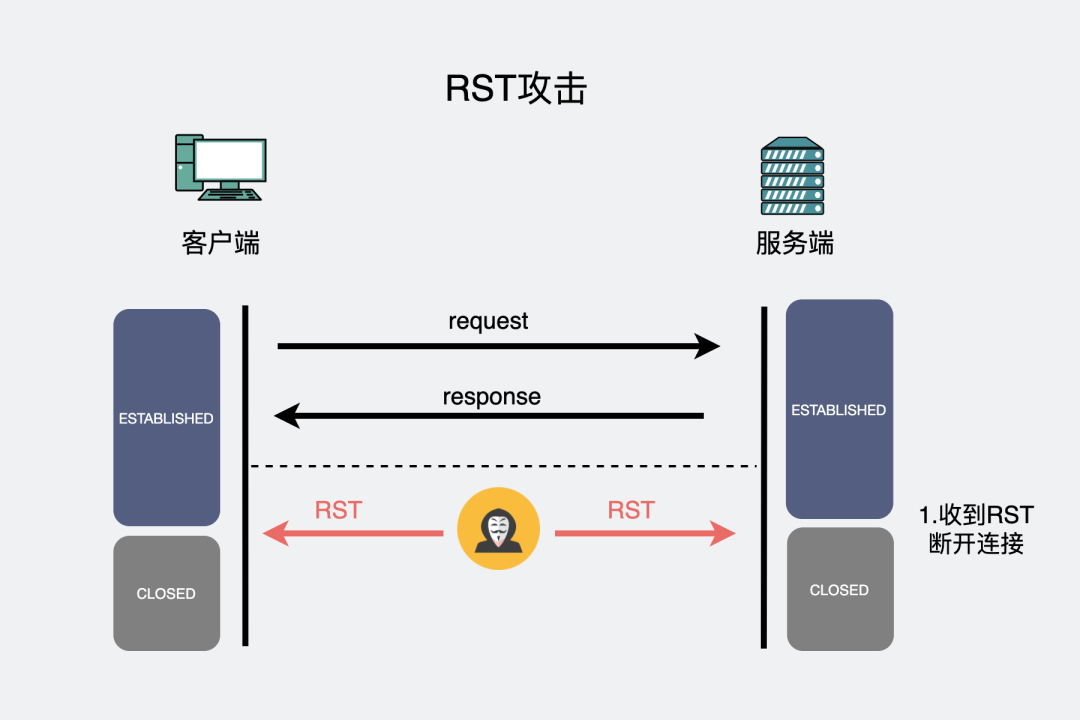 RST攻击
客户端
服务端
request
response
ESTABLISHED
ESTABLISHED
RST
RST
1.收到RST
断开连接
CLOSED
CLOSED